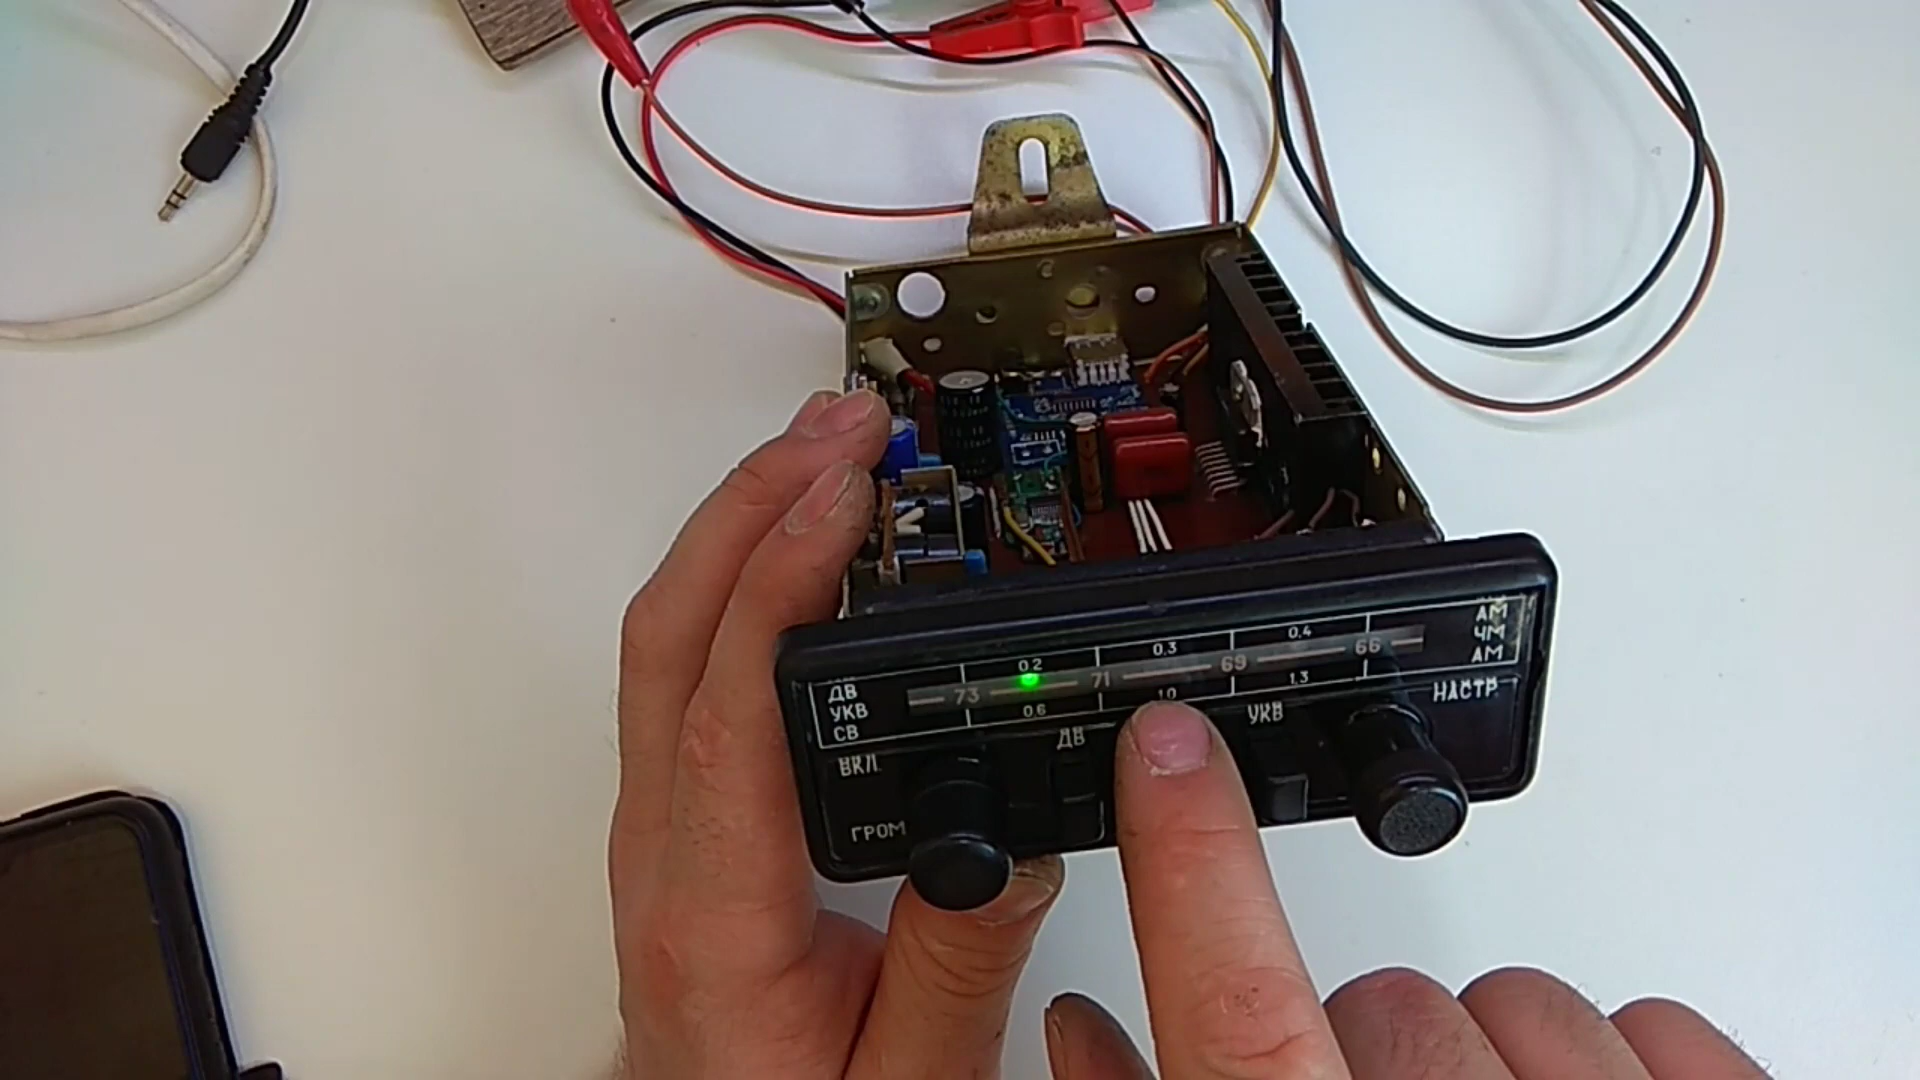 0.2 0.3 0.4 АМ
ДВ 73 71 69 66 ЧМ
УКВ 0.6 1.0 1.3 АМ
СВ
ВКЛ. ДВ УКВ НАСТР.
ГРОМ